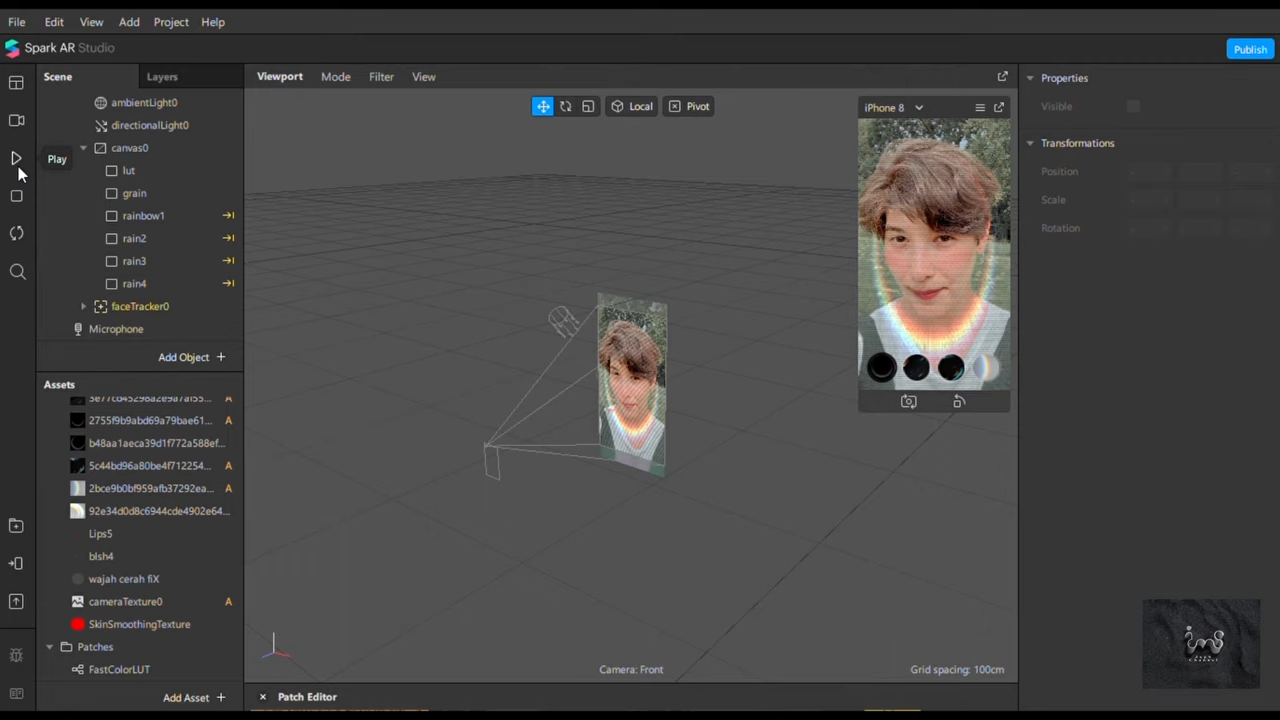 File Edit View Add Project Help
Spark AR Studio
Publish
Scene Layers
Viewport Mode Filter View
Properties
Visible
Transformations
Position
Scale
Rotation
Local Pivot
iPhone 8
Play
ambientLight0
directionalLight0
canvas0
lut
grain
rainbow1
rain2
rain3
rain4
faceTracker0
Microphone
Add Object +
Assets
3e77cd45298a2e9a7af55... A
2755f9b9abd69a79bae61... A
b48aa1aeca39d1f772a588ef...
5c44bd96a80be4f712254... A
2bce9b0bf959afb37292ea... A
92e34d0d8c6944cde4902e64...
Lips5
blsh4
wajah cerah fiX
cameraTexture0 A
SkinSmoothingTexture
Patches
FastColorLUT
Add Asset +
Camera: Front
Grid spacing: 100cm
Patch Editor